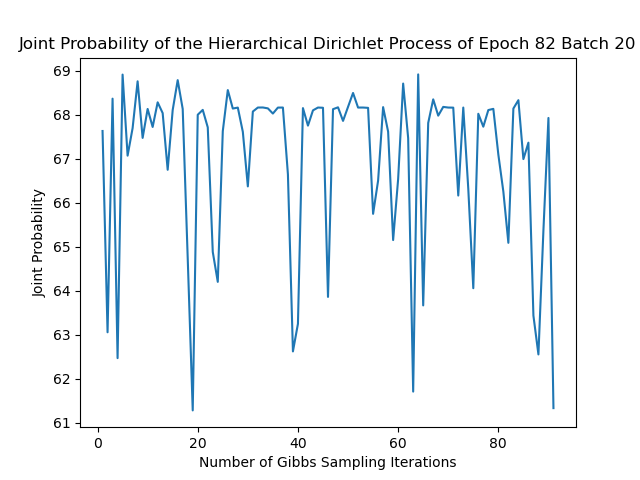 Joint Probability of the Hierarchical Dirichlet Process of Epoch 82 Batch 20
69
68
67
66
65
64
63
62
61
Joint Probability
0 20 40 60 80
Number of Gibbs Sampling Iterations